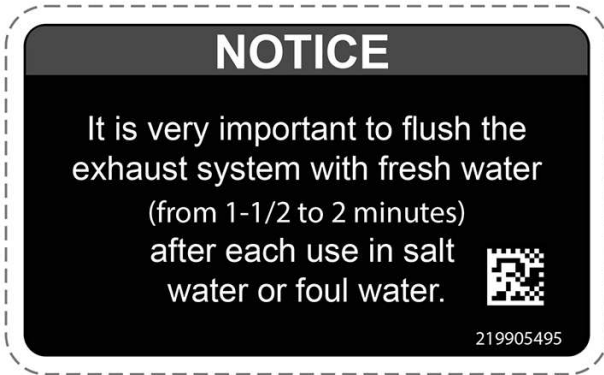 NOTICE
It is very important to flush the
exhaust system with fresh water
(from 1-1/2 to 2 minutes)
after each use in salt
water or foul water.
219905495